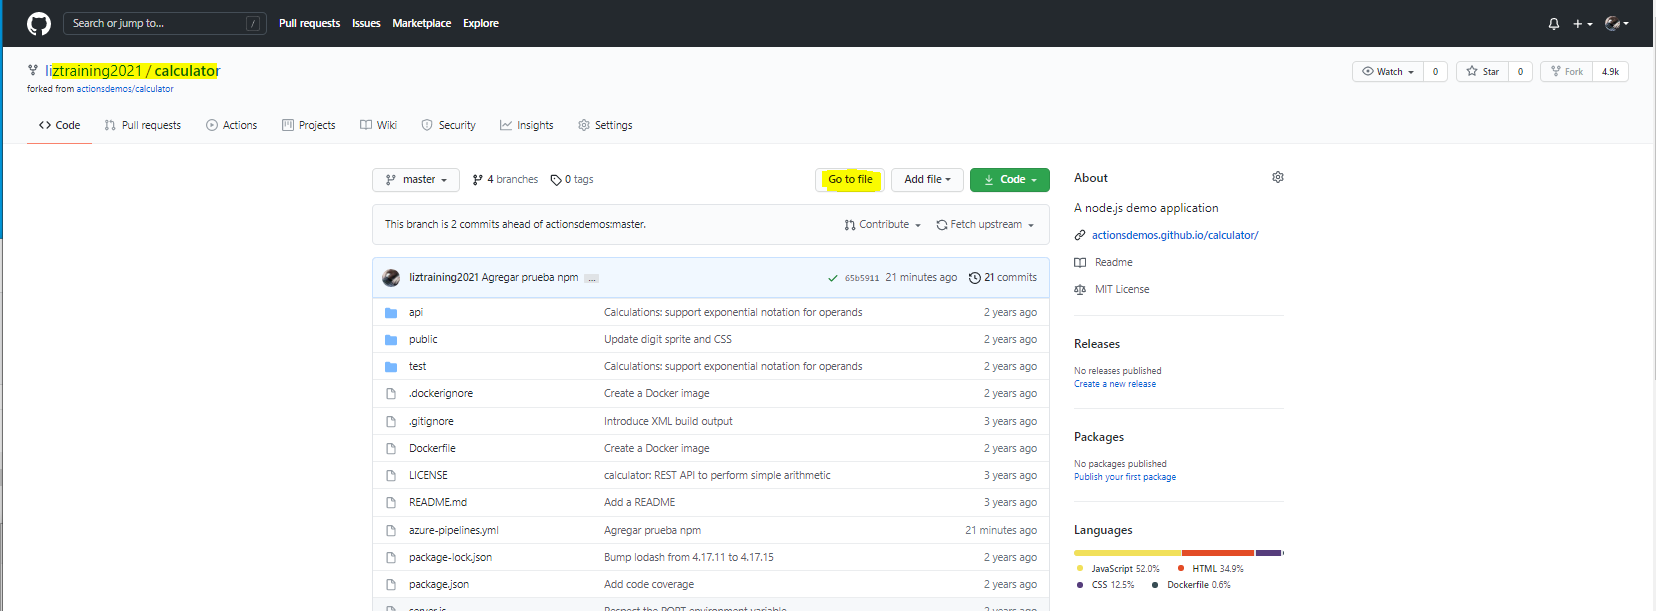 Search or jump to... /
Pull requests Issues Marketplace Explore
liztraining2021 / calculator
forked from actionsdemos/calculator
Watch 0 Star 0 Fork 4.9k
Code Pull requests Actions Projects Wiki Security Insights Settings
master 4 branches 0 tags Go to file Add file Code
This branch is 2 commits ahead of actionsdemos:master. Contribute Fetch upstream
liztraining2021 Agregar prueba npm ... 65b5911 21 minutes ago 21 commits
api Calculations: support exponential notation for operands 2 years ago
public Update digit sprite and CSS 2 years ago
test Calculations: support exponential notation for operands 2 years ago
.dockerignore Create a Docker image 2 years ago
.gitignore Introduce XML build output 3 years ago
Dockerfile Create a Docker image 2 years ago
LICENSE calculator: REST API to perform simple arithmetic 3 years ago
README.md Add a README 3 years ago
azure-pipelines.yml Agregar prueba npm 21 minutes ago
package-lock.json Bump lodash from 4.17.11 to 4.17.15 2 years ago
package.json Add code coverage 2 years ago
server.js Respect the PORT environment variable 2 years ago
About
A node.js demo application
actionsdemos.github.io/calculator/
Readme
MIT License
Releases
No releases published
Create a new release
Packages
No packages published
Publish your first package
Languages
JavaScript 52.0% HTML 34.9%
CSS 12.5% Dockerfile 0.6%